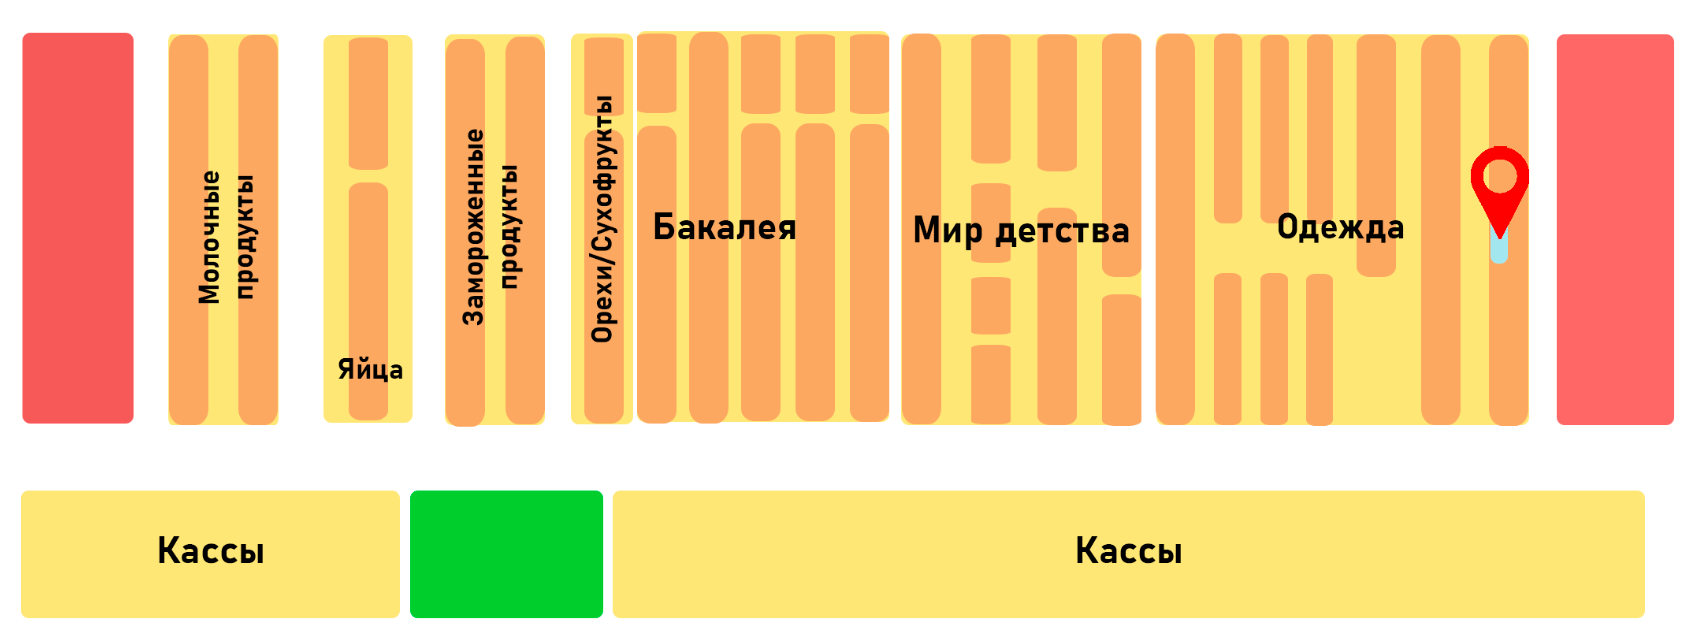 Молочные
продукты
Яйца
Замороженные
продукты
Орехи/Сухофрукты
Бакалея
Мир детства
Одежда
Кассы
Кассы